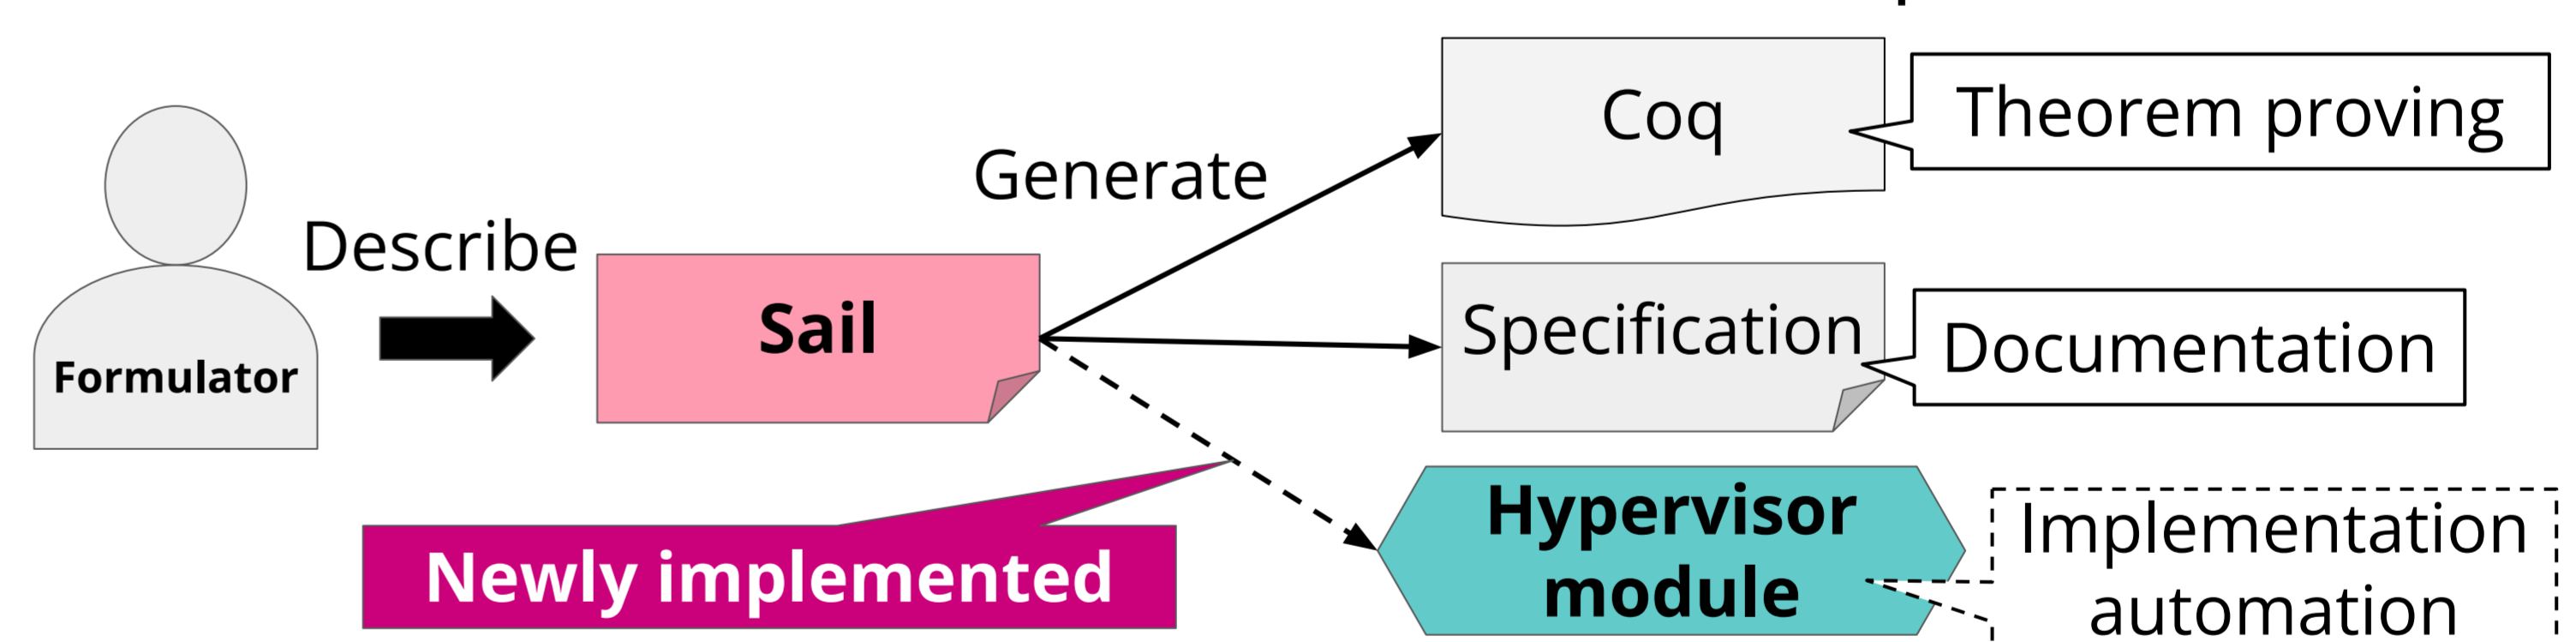 Coq
Theorem proving
Generate
Describe
Sail
Specification
Documentation
Formulator
Hypervisor
module
Implementation
automation
Newly implemented